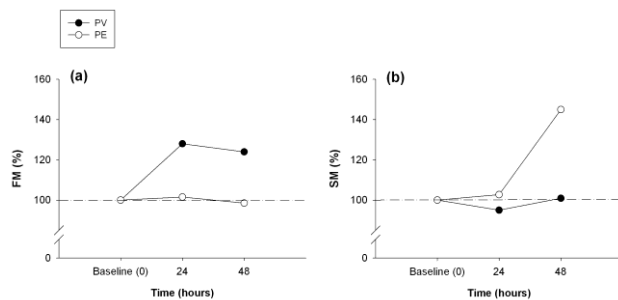 PV
PE
(a)
160
140
120
100
0
FM (%)
Baseline (0) 24 48
Time (hours)
(b)
160
140
120
100
0
SM (%)
Baseline (0) 24 48
Time (hours)